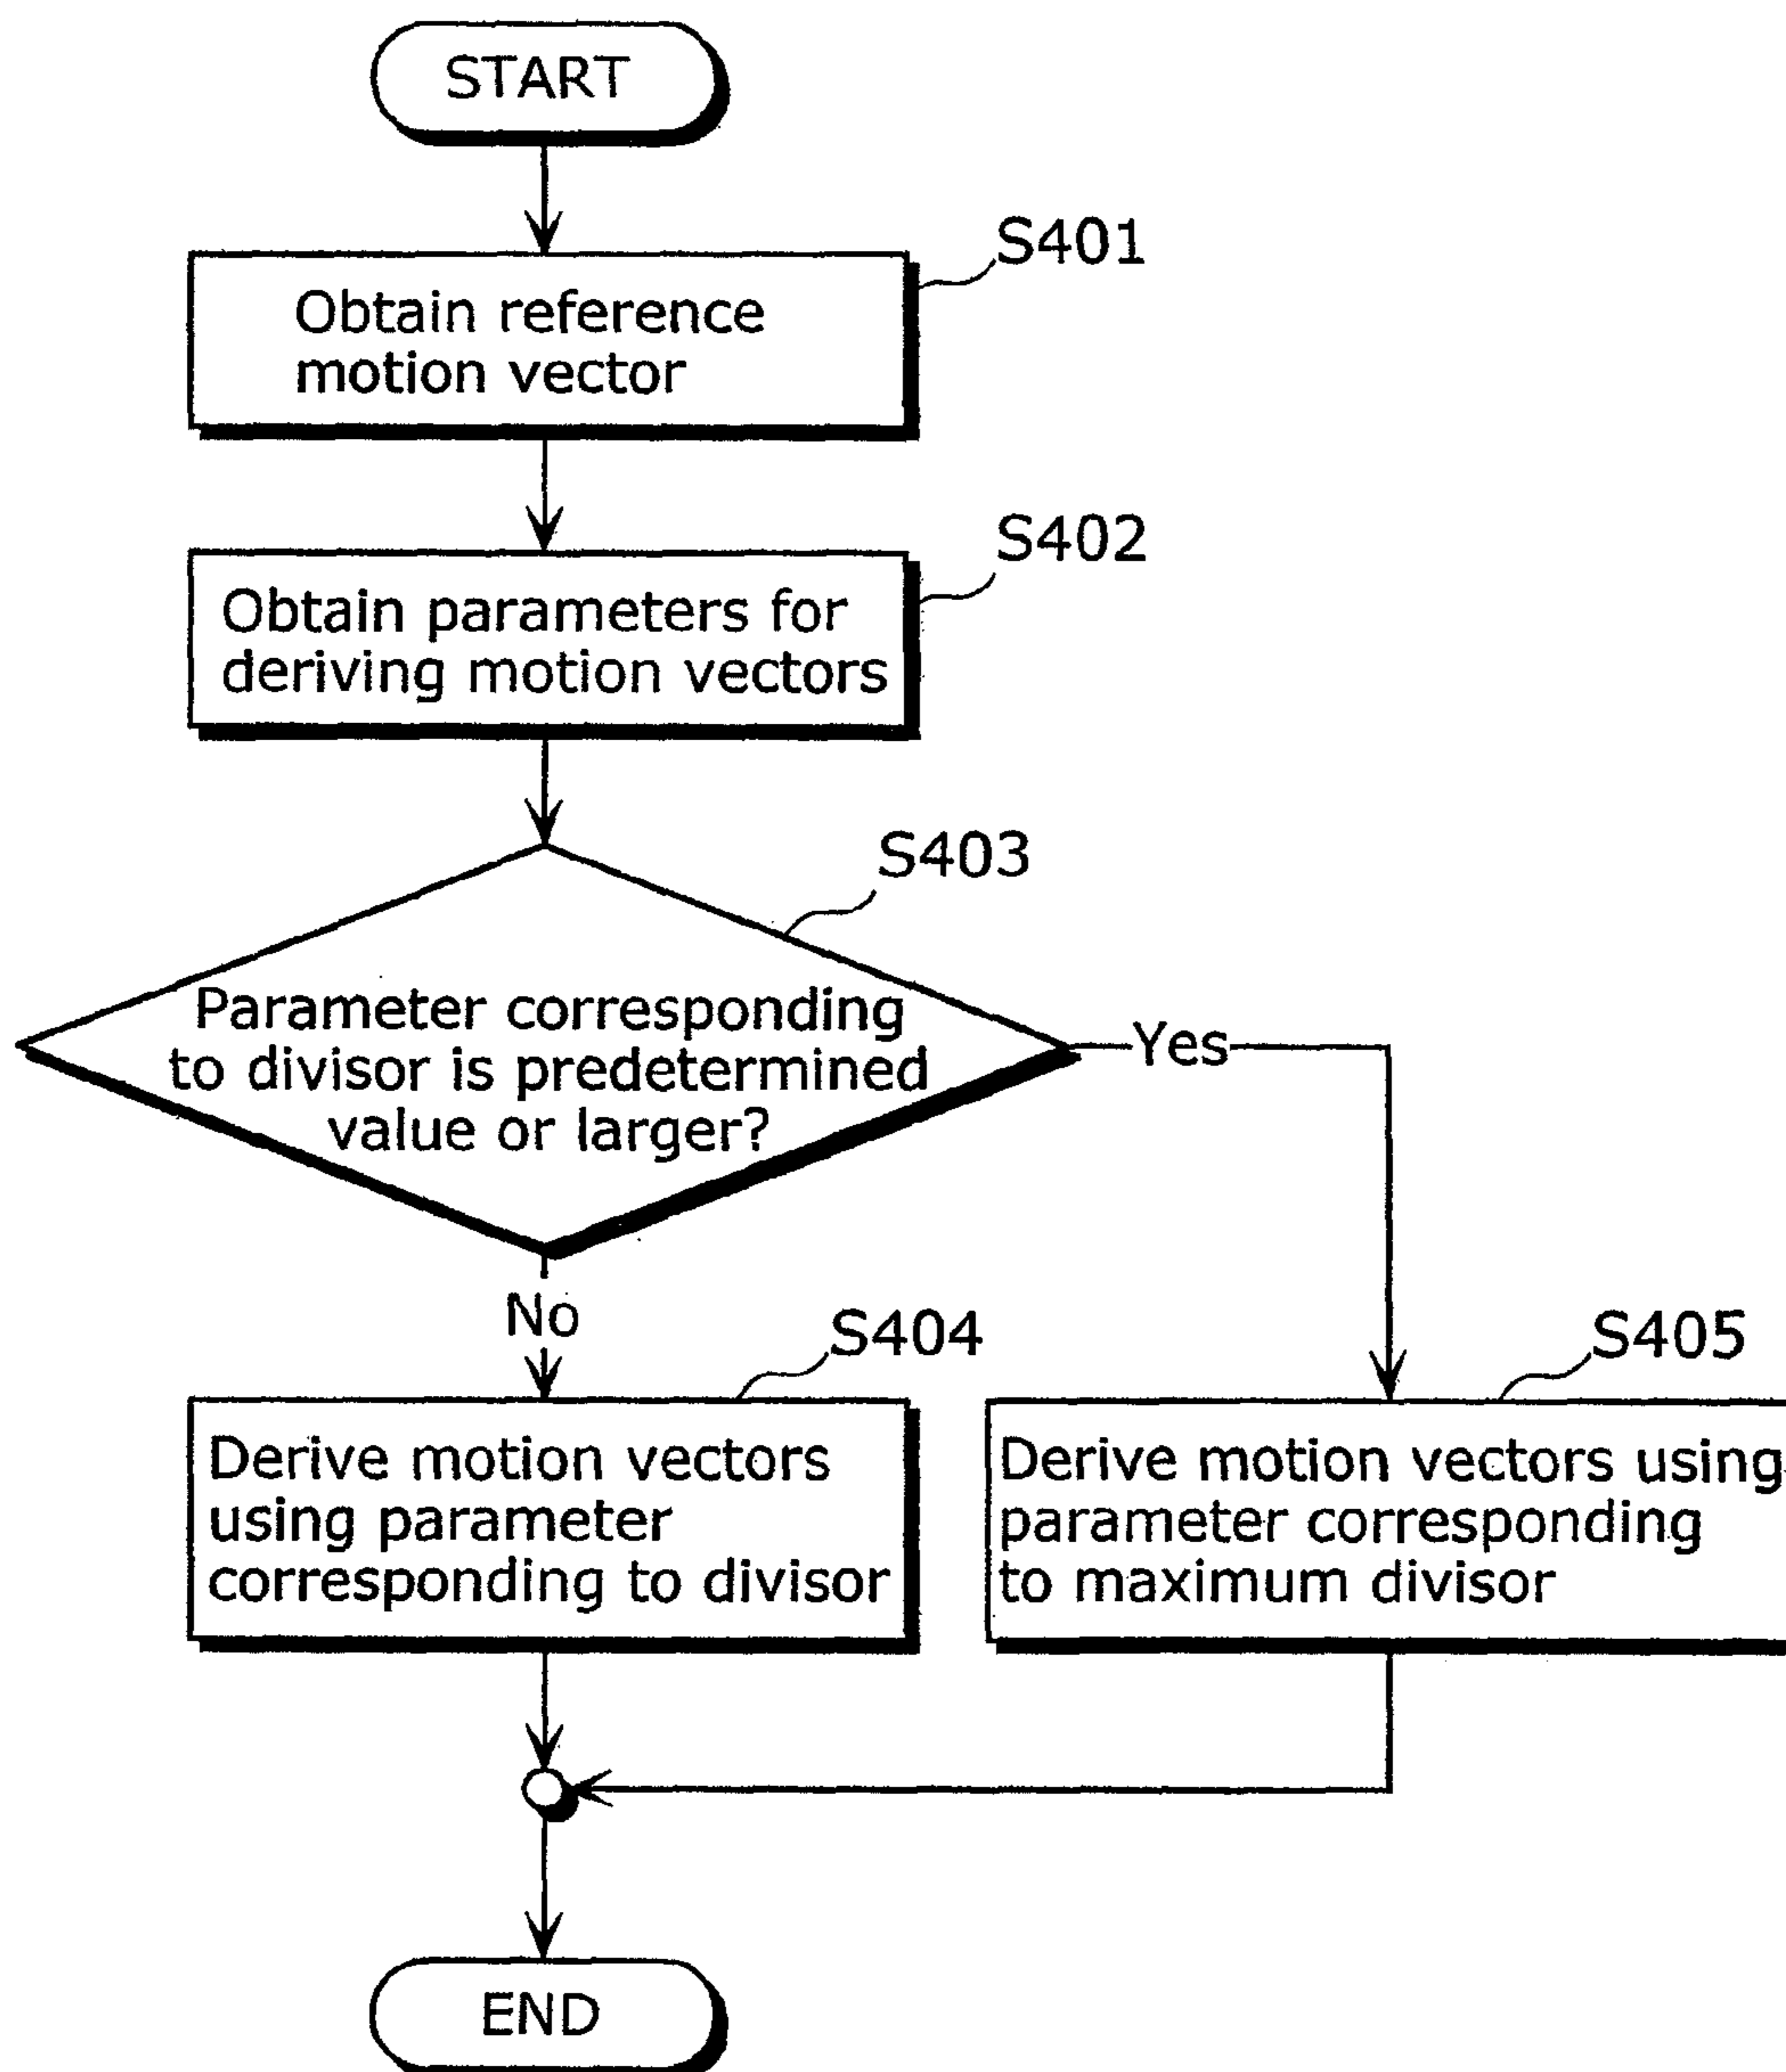 START
S401
Obtain reference
motion vector
S402
Obtain parameters for
deriving motion vectors
S403
Parameter corresponding
to divisor is predetermined
value or larger?
Yes
No
S404
Derive motion vectors
using parameter
corresponding to divisor
S405
Derive motion vectors using
parameter corresponding
to maximum divisor
END